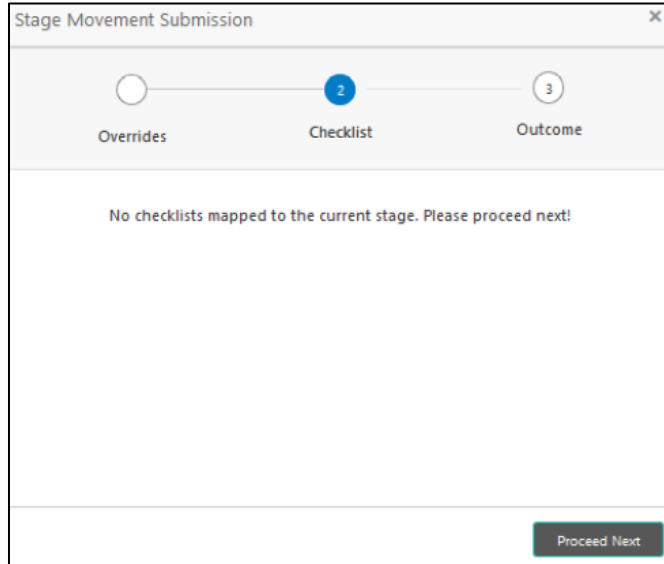 Stage Movement Submission
×
2
3
Overrides
Checklist
Outcome
No checklists mapped to the current stage. Please proceed next!
Proceed Next